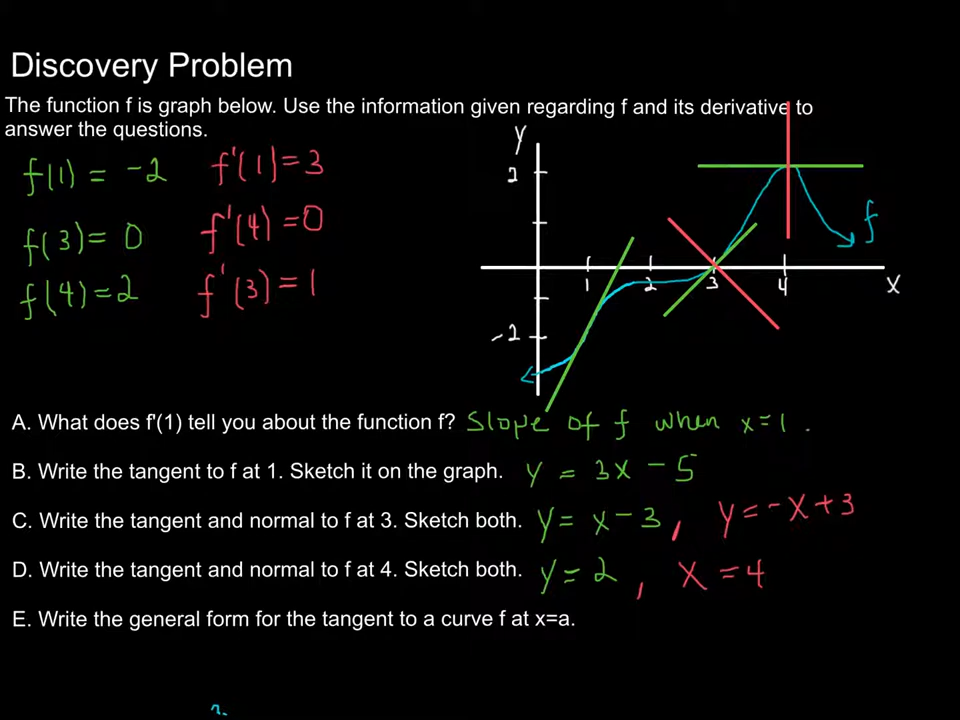 Discovery Problem
The function f is graph below. Use the information given regarding f and its derivative to
answer the questions.
f(1) = -2 f'(1) = 3
f(3) = 0 f'(4) = 0
f(4) = 2 f'(3) = 1
y
2
f
1 2 3 4 x
-2
A. What does f'(1) tell you about the function f? Slope of f when x=1.
B. Write the tangent to f at 1. Sketch it on the graph. y = 3x - 5
C. Write the tangent and normal to f at 3. Sketch both. y = x - 3, y = -x + 3
D. Write the tangent and normal to f at 4. Sketch both. y = 2, x = 4
E. Write the general form for the tangent to a curve f at x=a.